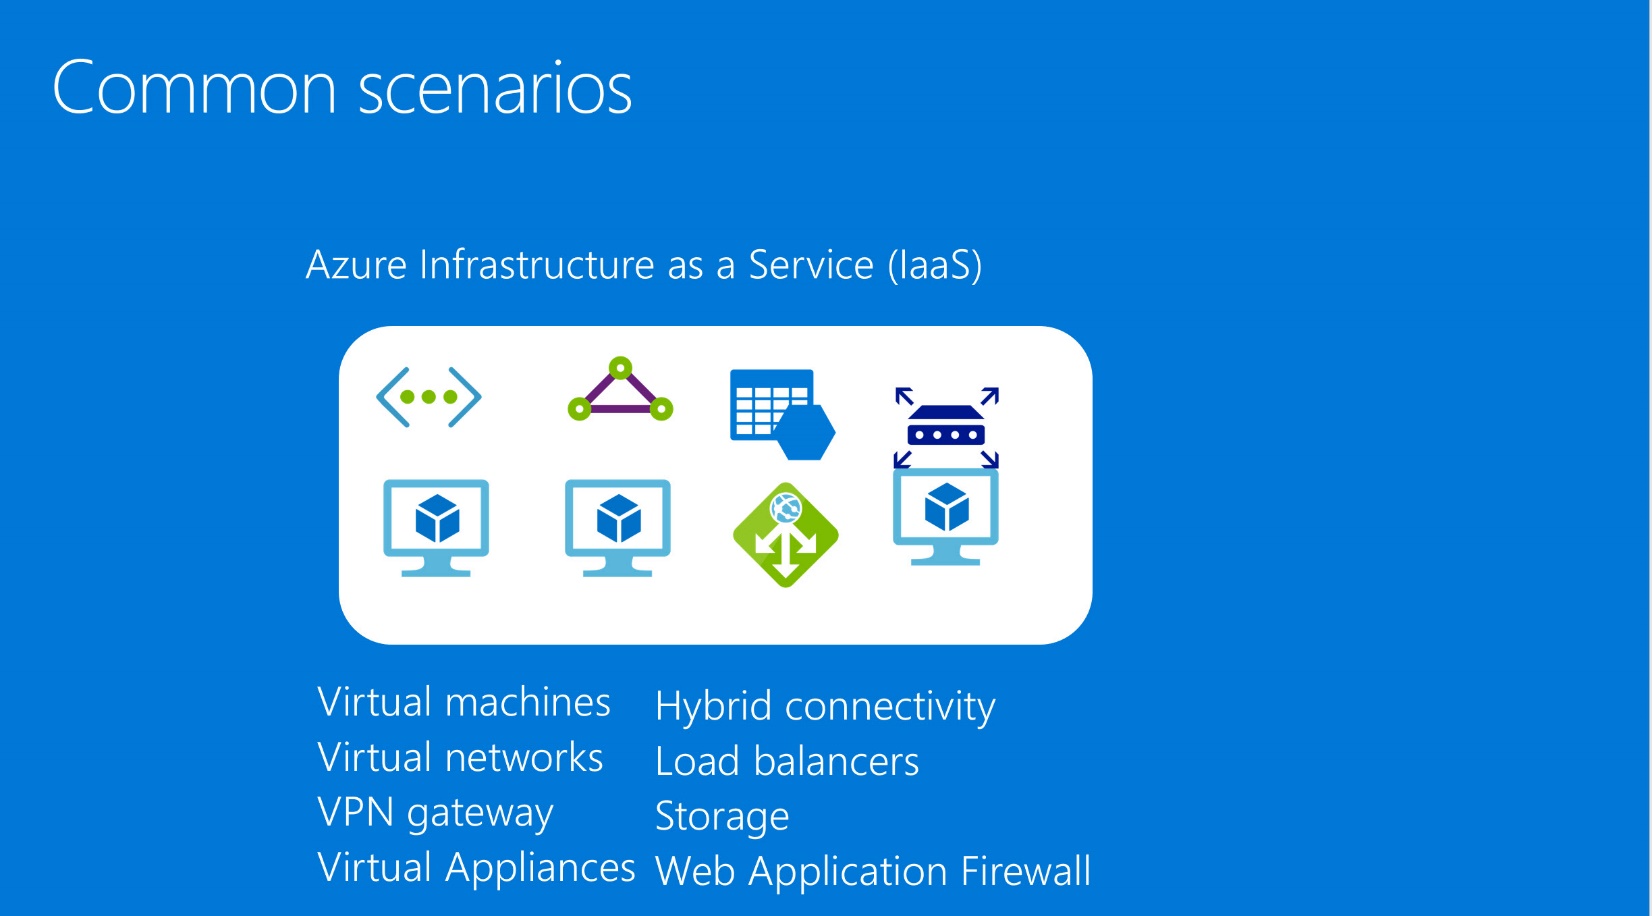 Common scenarios
Azure Infrastructure as a Service (IaaS)
Virtual machines
Virtual networks
VPN gateway
Virtual Appliances
Hybrid connectivity
Load balancers
Storage
Web Application Firewall